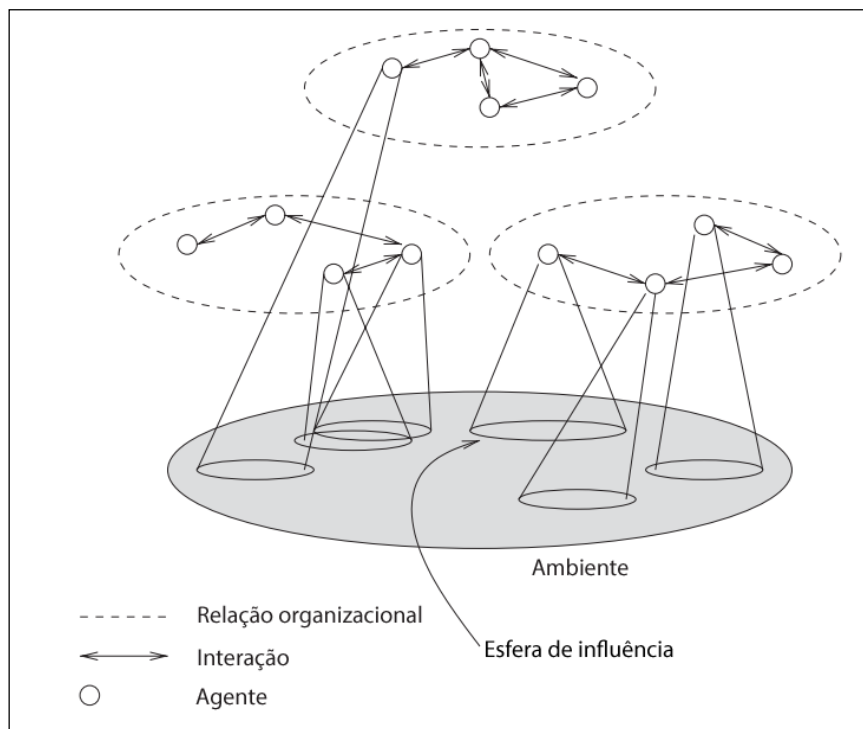 Ambiente
Relação organizacional
Esfera de influência
Interação
Agente